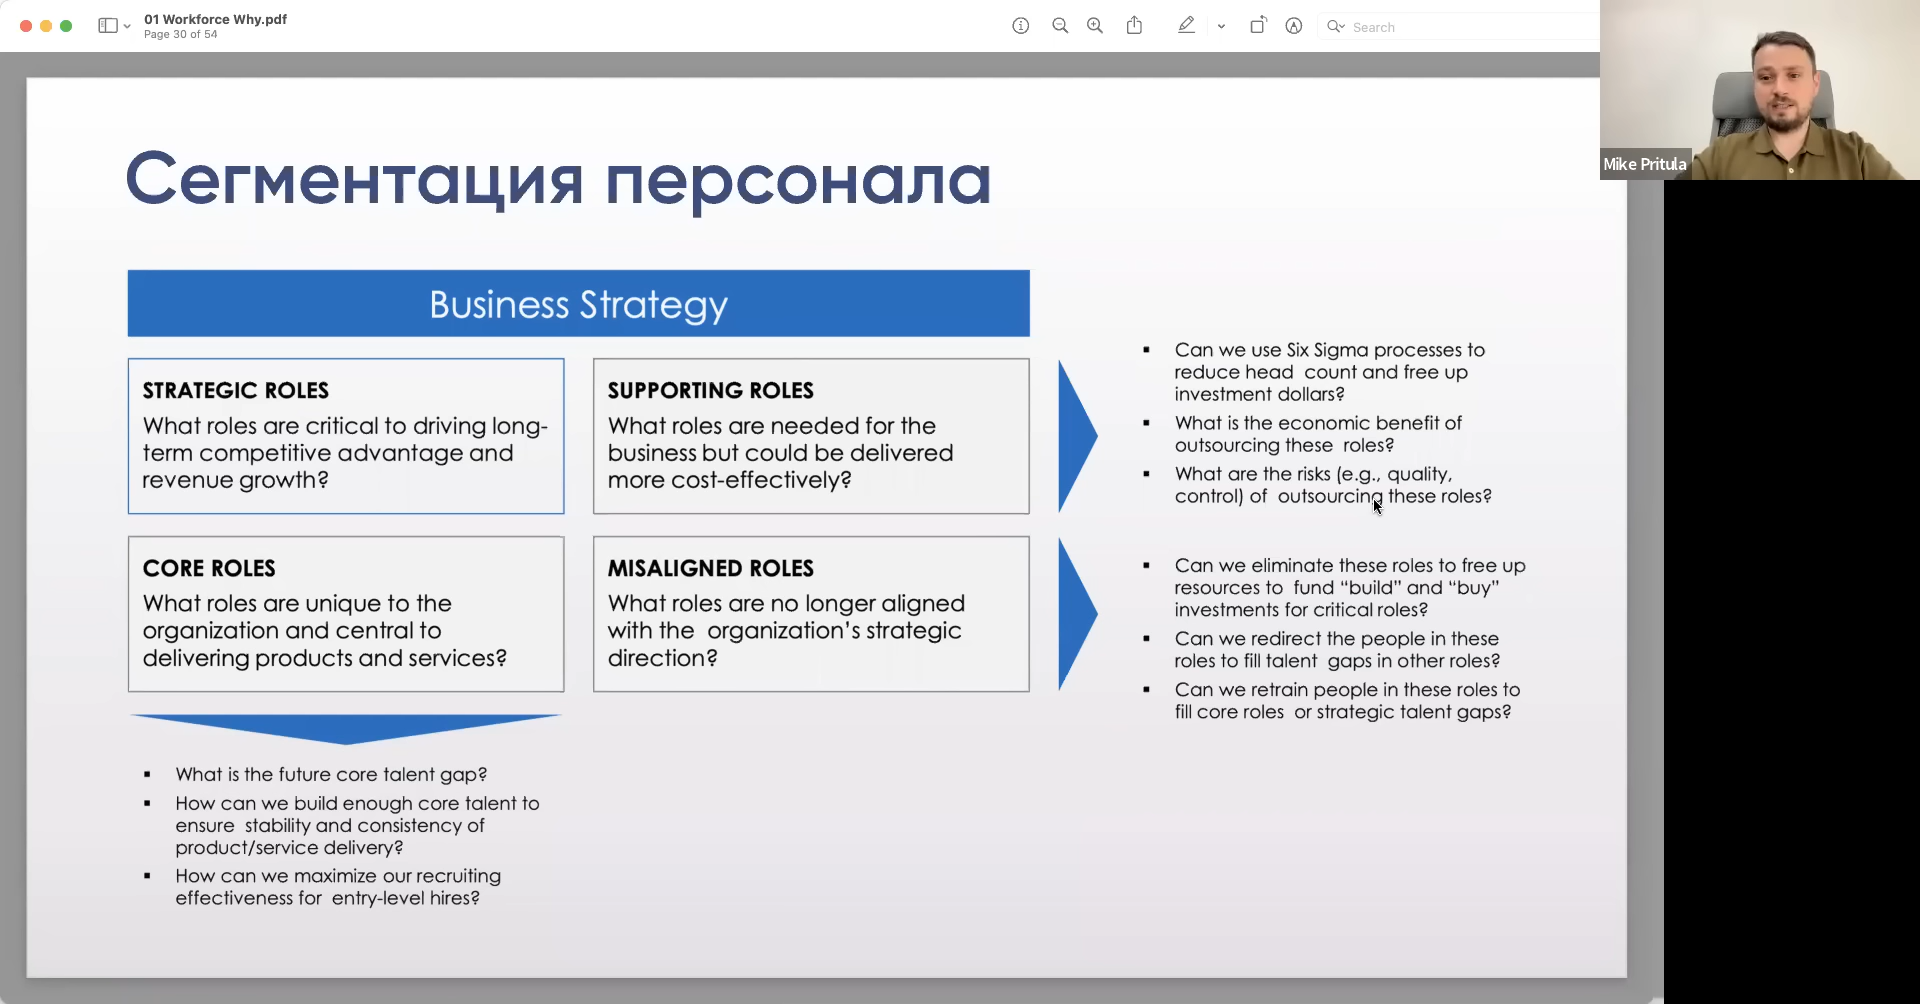 01 Workforce Why.pdf
Page 30 of 54
Search
Mike Pritula
Сегментация персонала
Business Strategy
STRATEGIC ROLES
What roles are critical to driving long-
term competitive advantage and
revenue growth?
SUPPORTING ROLES
What roles are needed for the
business but could be delivered
more cost-effectively?
▪ Can we use Six Sigma processes to
reduce head count and free up
investment dollars?
▪ What is the economic benefit of
outsourcing these roles?
▪ What are the risks (e.g., quality,
control) of outsourcing these roles?
CORE ROLES
What roles are unique to the
organization and central to
delivering products and services?
MISALIGNED ROLES
What roles are no longer aligned
with the organization’s strategic
direction?
▪ Can we eliminate these roles to free up
resources to fund “build” and “buy”
investments for critical roles?
▪ Can we redirect the people in these
roles to fill talent gaps in other roles?
▪ Can we retrain people in these roles to
fill core roles or strategic talent gaps?
▪ What is the future core talent gap?
▪ How can we build enough core talent to
ensure stability and consistency of
product/service delivery?
▪ How can we maximize our recruiting
effectiveness for entry-level hires?